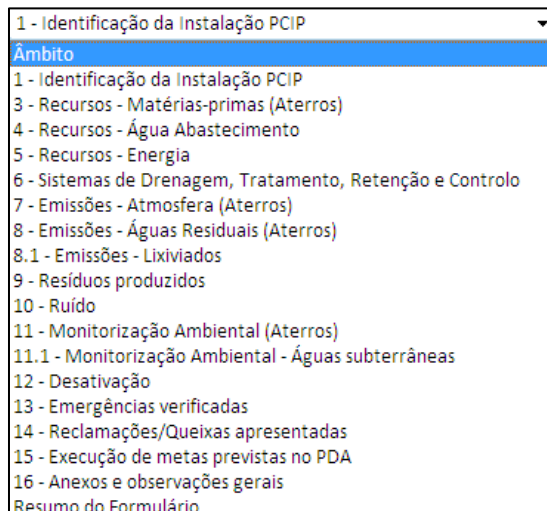 1 - Identificação da Instalação PCIP
Âmbito
1 - Identificação da Instalação PCIP
3 - Recursos - Matérias-primas (Aterros)
4 - Recursos - Água Abastecimento
5 - Recursos - Energia
6 - Sistemas de Drenagem, Tratamento, Retenção e Controlo
7 - Emissões - Atmosfera (Aterros)
8 - Emissões - Águas Residuais (Aterros)
8.1 - Emissões - Lixiviados
9 - Resíduos produzidos
10 - Ruído
11 - Monitorização Ambiental (Aterros)
11.1 - Monitorização Ambiental - Águas subterrâneas
12 - Desativação
13 - Emergências verificadas
14 - Reclamações/Queixas apresentadas
15 - Execução de metas previstas no PDA
16 - Anexos e observações gerais
Resumo do Formulário